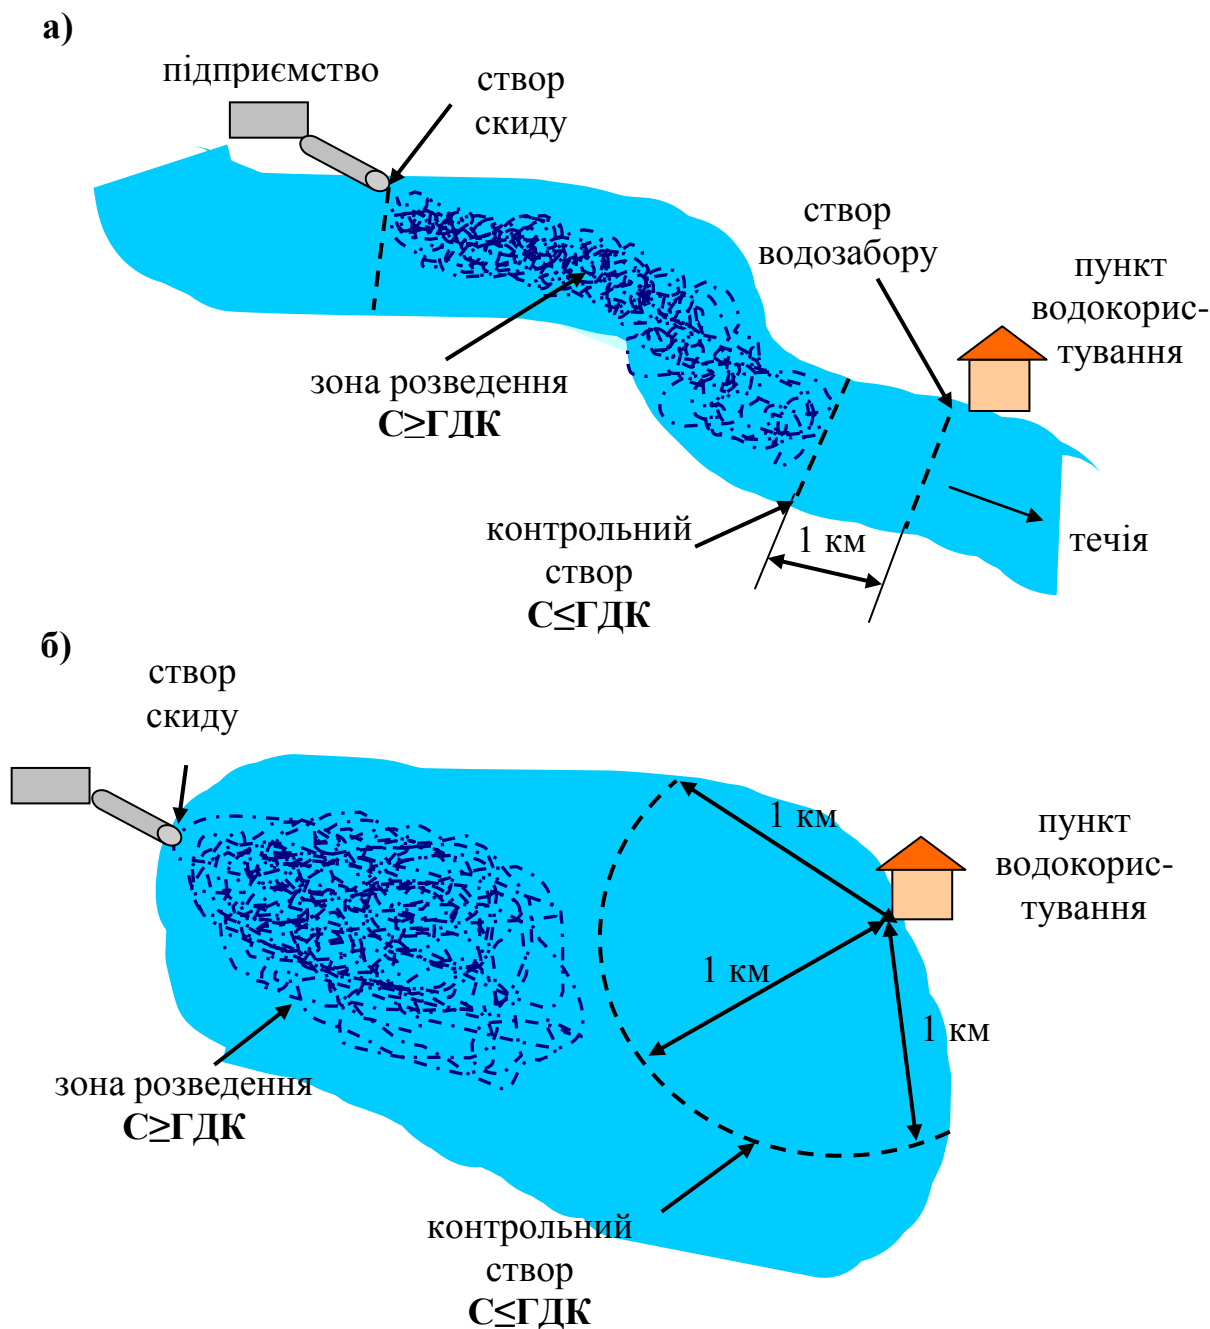 а)
підприємство
створ
скиду
створ
водозабору
пункт
водокорис-
тування
зона розведення
С≥ГДК
контрольний
створ
С≤ГДК
1 км
течія
б)
створ
скиду
1 км
пункт
водокорис-
тування
1 км
1 км
зона розведення
С≥ГДК
контрольний
створ
С≤ГДК